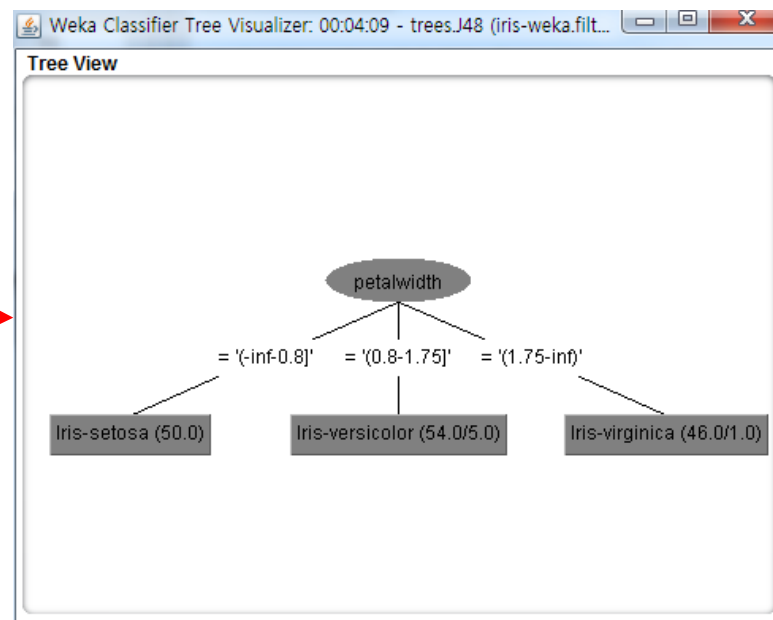 Weka Classifier Tree Visualizer: 00:04:09 - trees.J48 (iris-weka.filt...
Tree View
petalwidth
= '(-inf-0.8]' = '(0.8-1.75]' = '(1.75-inf)'
Iris-setosa (50.0) Iris-versicolor (54.0/5.0) Iris-virginica (46.0/1.0)